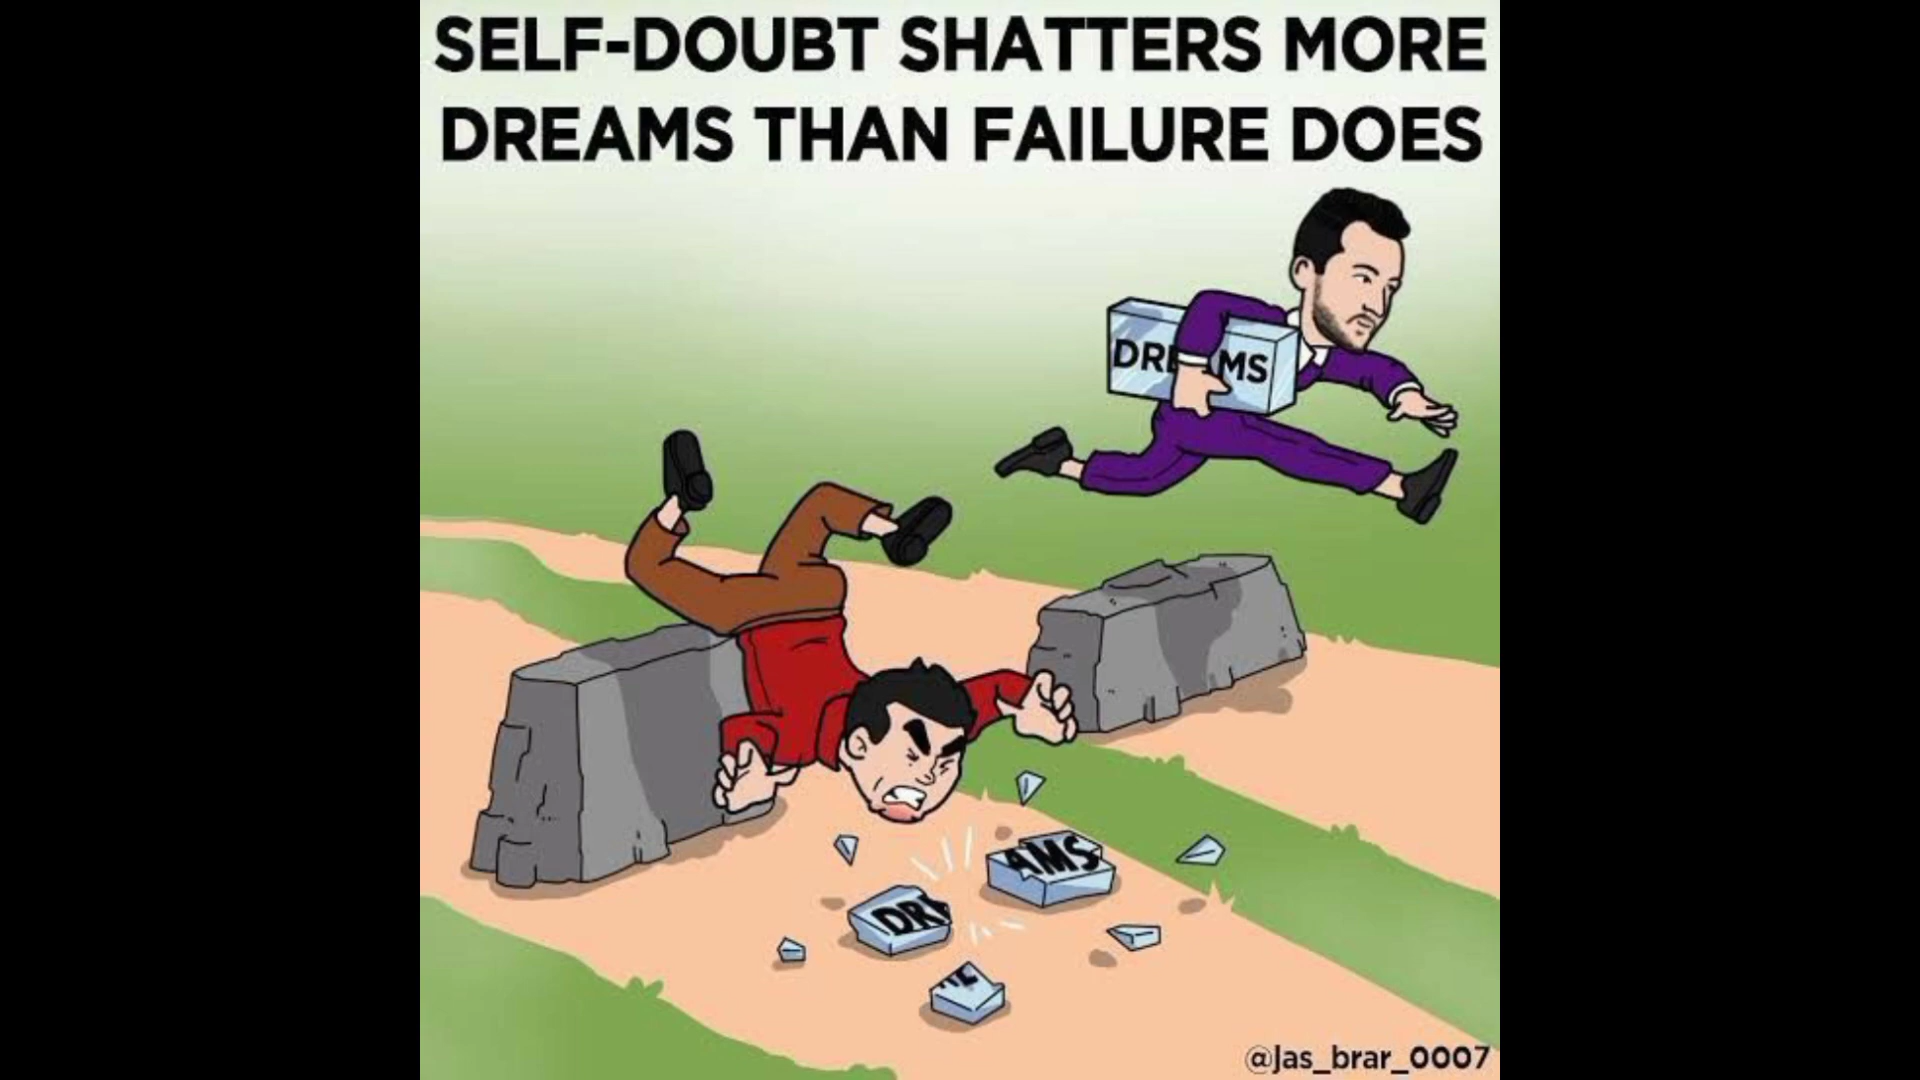 SELF-DOUBT SHATTERS MORE
DREAMS THAN FAILURE DOES
DRE MS
AMS
DR
@Jas_brar_0007